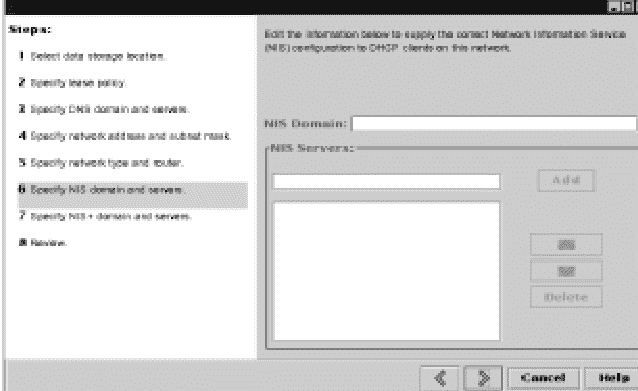 Steps:
1 Select data storage location.
2 Specify lease policy.
3 Specify DNS domain and servers.
4 Specify network address and subnet mask.
5 Specify network type and router.
6 Specify NIS domain and servers.
7 Specify NIS+ domain and servers.
8 Review.
Edit the information below to supply the correct Network Information Service
(NIS) configuration to DHCP clients on this network.
NIS Domain:
NIS Servers:
Add
Delete
Cancel
Help